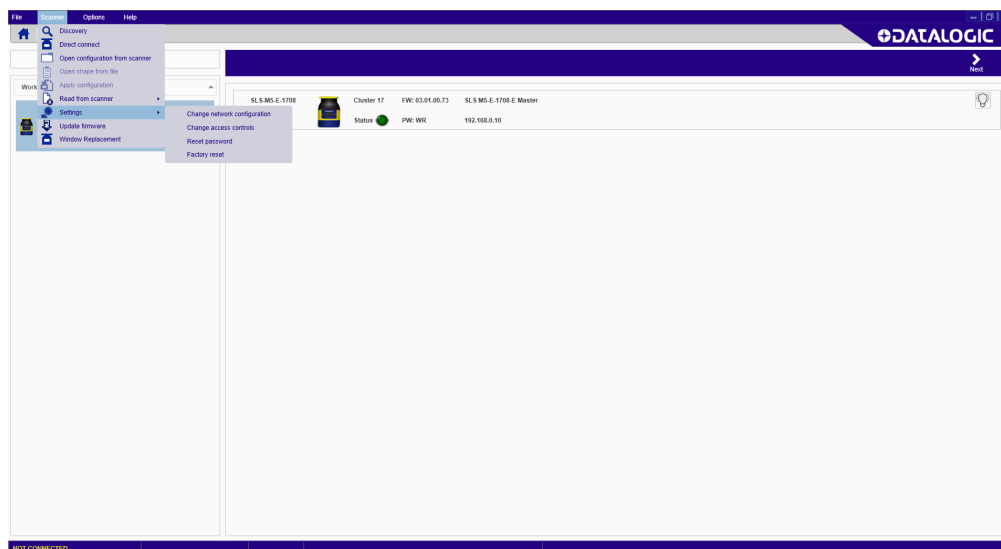 File Scanner Options Help
DATALOGIC
Discovery
Direct connect
Open configuration from scanner
Open shape from file
Apply configuration
Read from scanner
Settings
Update firmware
Window Replacement
Change network configuration
Change access controls
Reset password
Factory reset
Next
Work
SLS-M5-E-1708 Cluster 17 FW: 03.01.00.73 SLS M5-E-1708-E Master
Status PW: WR 192.168.0.10
NOT CONNECTED